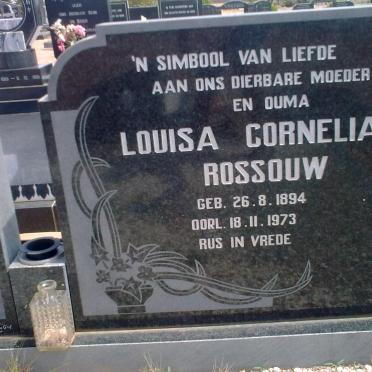 'N SIMBOOL VAN LIEFDE
AAN ONS DIERBARE MOEDER
EN OUMA
LOUISA CORNELIA
ROSSOUW
GEB. 26.8.1894
OORL. 18.11.1973
RUS IN VREDE